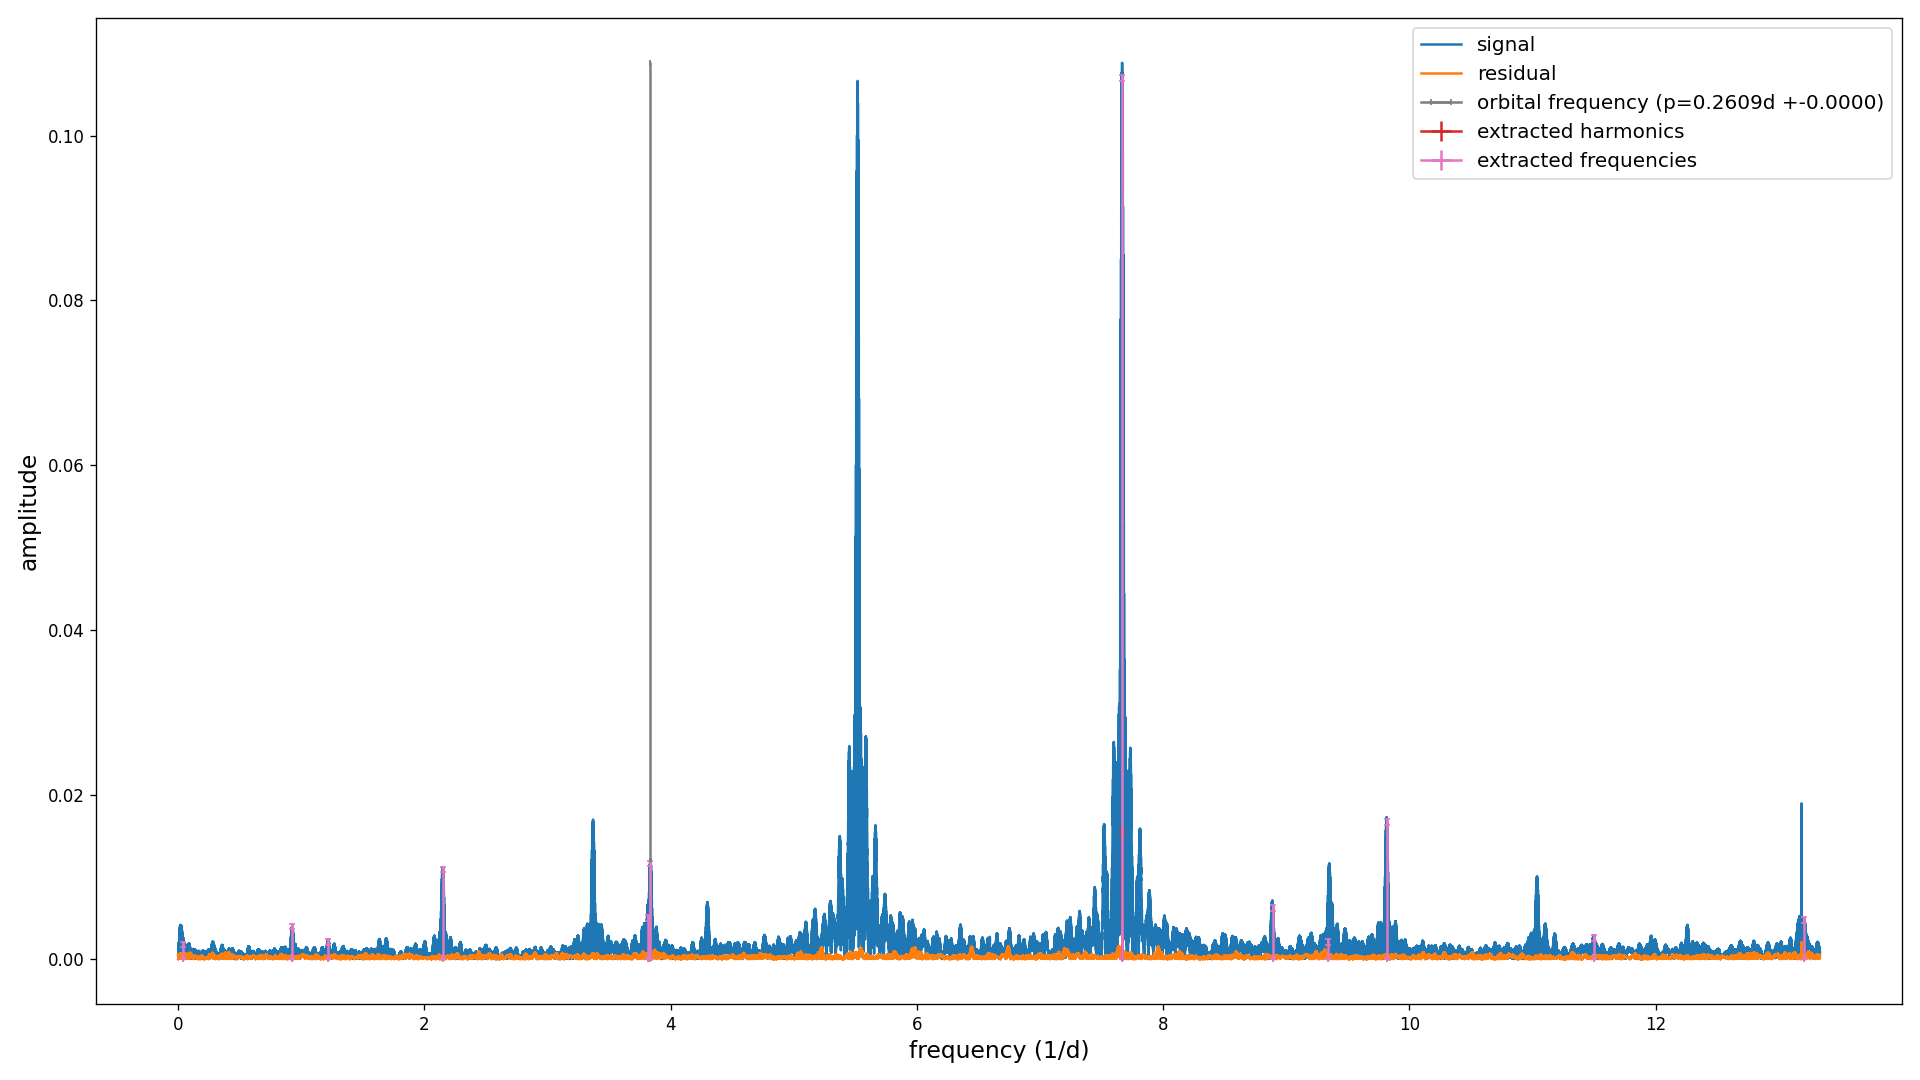 signal
residual
orbital frequency (p=0.2609d +-0.0000)
extracted harmonics
extracted frequencies
0.10
0.08
0.06
0.04
0.02
0.00
amplitude
0 2 4 6 8 10 12
frequency (1/d)